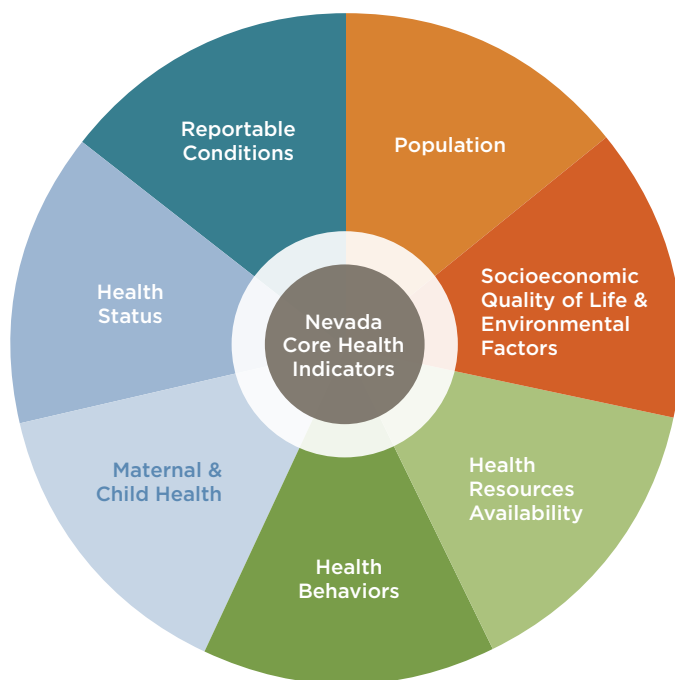 Reportable
Conditions
Population
Health
Status
Nevada
Core Health
Indicators
Socioeconomic
Quality of Life &
Environmental
Factors
Maternal &
Child Health
Health
Resources
Availability
Health
Behaviors